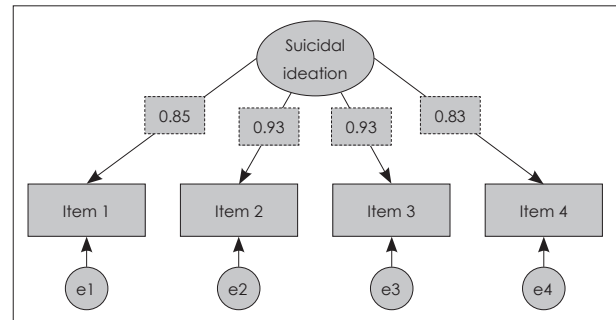 Suicidal
ideation
0.85
0.93
0.93
0.83
Item 1
Item 2
Item 3
Item 4
e1
e2
e3
e4